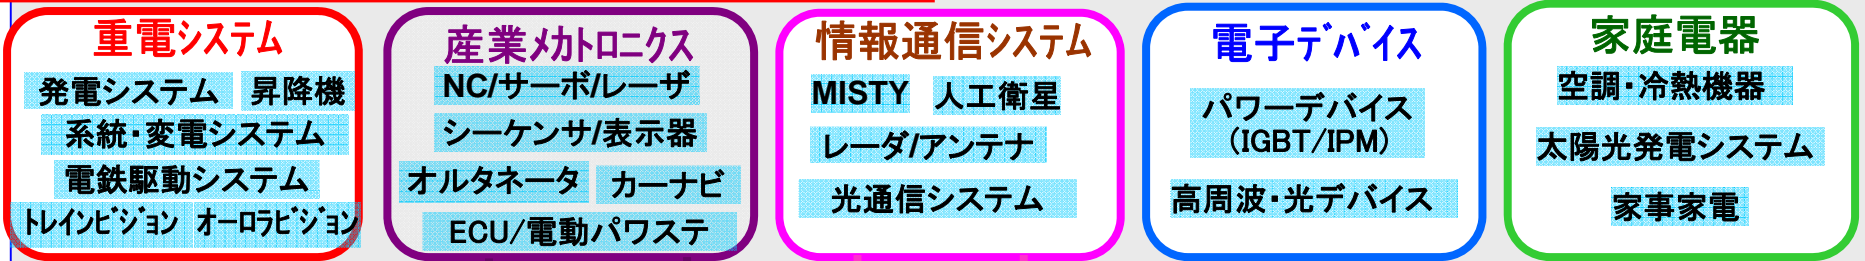 重電システム
発電システム 昇降機
系統・変電システム
電鉄駆動システム
トレインビジョン オーロラビジョン
産業メカトロニクス
NC/サーボ/レーザ
シーケンサ/表示器
オルタネータ カーナビ
ECU/電動パワステ
情報通信システム
MISTY 人工衛星
レーダ/アンテナ
光通信システム
電子デバイス
パワーデバイス
(IGBT/IPM)
高周波・光デバイス
家庭電器
空調・冷熱機器
太陽光発電システム
家事家電